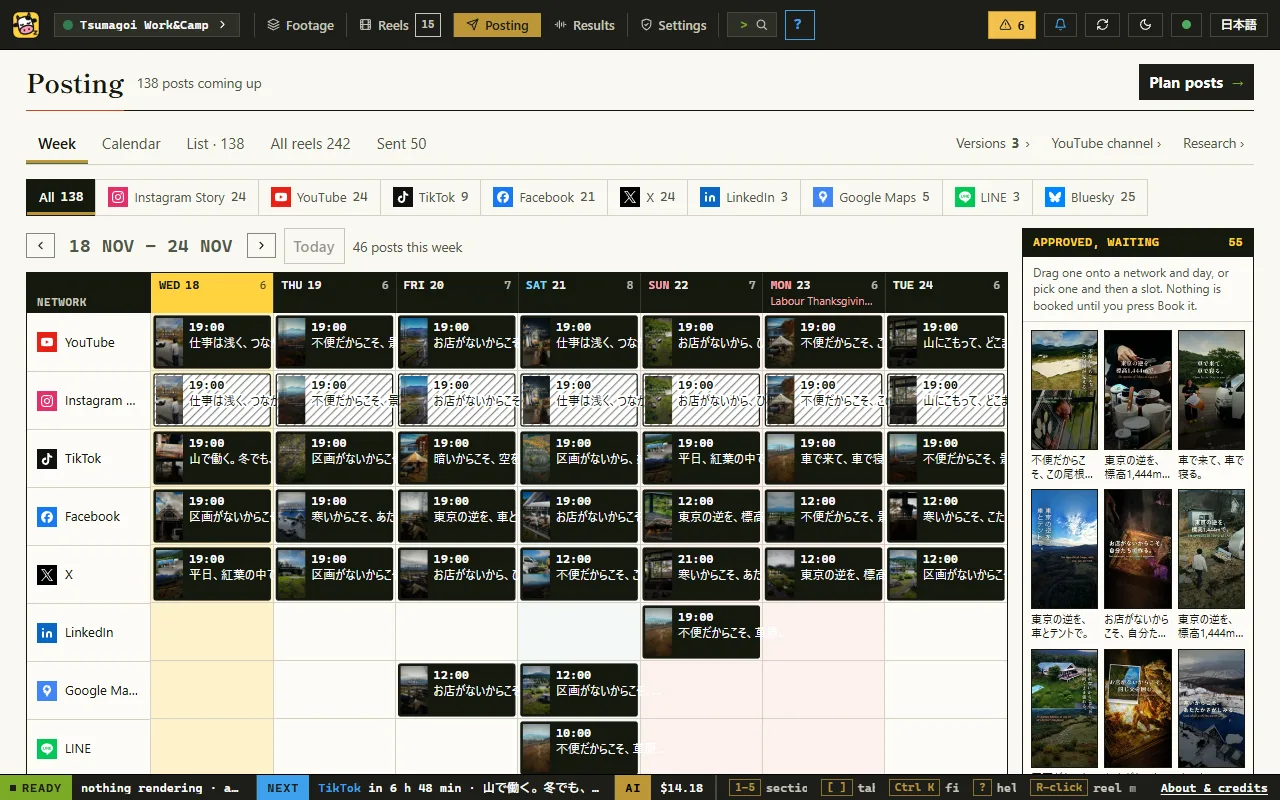 Tsumagoi Work&Camp
Footage
Reels 15
Posting
Results
Settings
>
?
6
日本語
Posting
138 posts coming up
Plan posts →
Week
Calendar
List · 138
All reels 242
Sent 50
Versions 3 ›
YouTube channel ›
Research ›
All 138
Instagram Story 24
YouTube 24
TikTok 9
Facebook 21
X 24
LinkedIn 3
Google Maps 5
LINE 3
Bluesky 25
18 NOV – 24 NOV
Today
46 posts this week
NETWORK
WED 18 6
THU 19 6
FRI 20 7
SAT 21 8
SUN 22 7
MON 23 6
Labour Thanksgivin...
TUE 24 6
YouTube
19:00 19:00 19:00 19:00 19:00 19:00 19:00
仕事は浅く、つな
不便だからこそ、
お店がないからこそ
仕事は浅く、つな
お店がないから、
不便だからこそ、こ
山にこもって、どこ
Instagram ...
19:00 19:00 19:00 19:00 19:00 19:00 19:00
仕事は浅く、つな
不便だからこそ、
お店がないからこそ
仕事は浅く、つな
お店がないから、ひ
不便だからこそ、こ
山にこもって、どこ
TikTok
19:00 19:00 19:00 19:00 19:00 19:00 19:00
山で働く。冬でも、
区画がないからこ
暗いからこそ、空
区画がないから、
平日、紅葉の中
車で来て、車で寝
不便だからこそ、
Facebook
19:00 19:00 19:00 19:00 12:00 12:00 12:00
区画がないからこそ
寒いからこそ、あた
東京の逆を、車と
お店がないからこそ
東京の逆を、標高
不便だからこそ、
寒いからこそ、こた
X
19:00 19:00 19:00 12:00 21:00 19:00 12:00
平日、紅葉の中
区画がないからこ
お店がないから、ひ
不便だからこそ、こ
寒いからこそ、あた
東京の逆を、標高
区画がないからこそ
LinkedIn
19:00
不便だからこそ、草原…
Google Ma...
12:00 12:00
お店がないからこそ
区画がないからこそ
LINE
10:00
不便だからこそ、草原…
APPROVED, WAITING 55
Drag one onto a network and day, or
pick one and then a slot. Nothing is
booked until you press Book it.
不便だからこ
そ、この尾根...
東京の逆を、
標高1,444m...
車で来て、車で
寝る。
東京の逆を、
車とテントで。
お店がないから
こそ、自分た...
東京の逆を、
標高1,444m...
READY
nothing rendering · a…
NEXT
TikTok in 6 h 48 min · 山で働く。冬でも、…
AI
$14.18
1–5 sectio
[ ] tal
Ctrl K fi
? hel
R-click reel m
About & credits